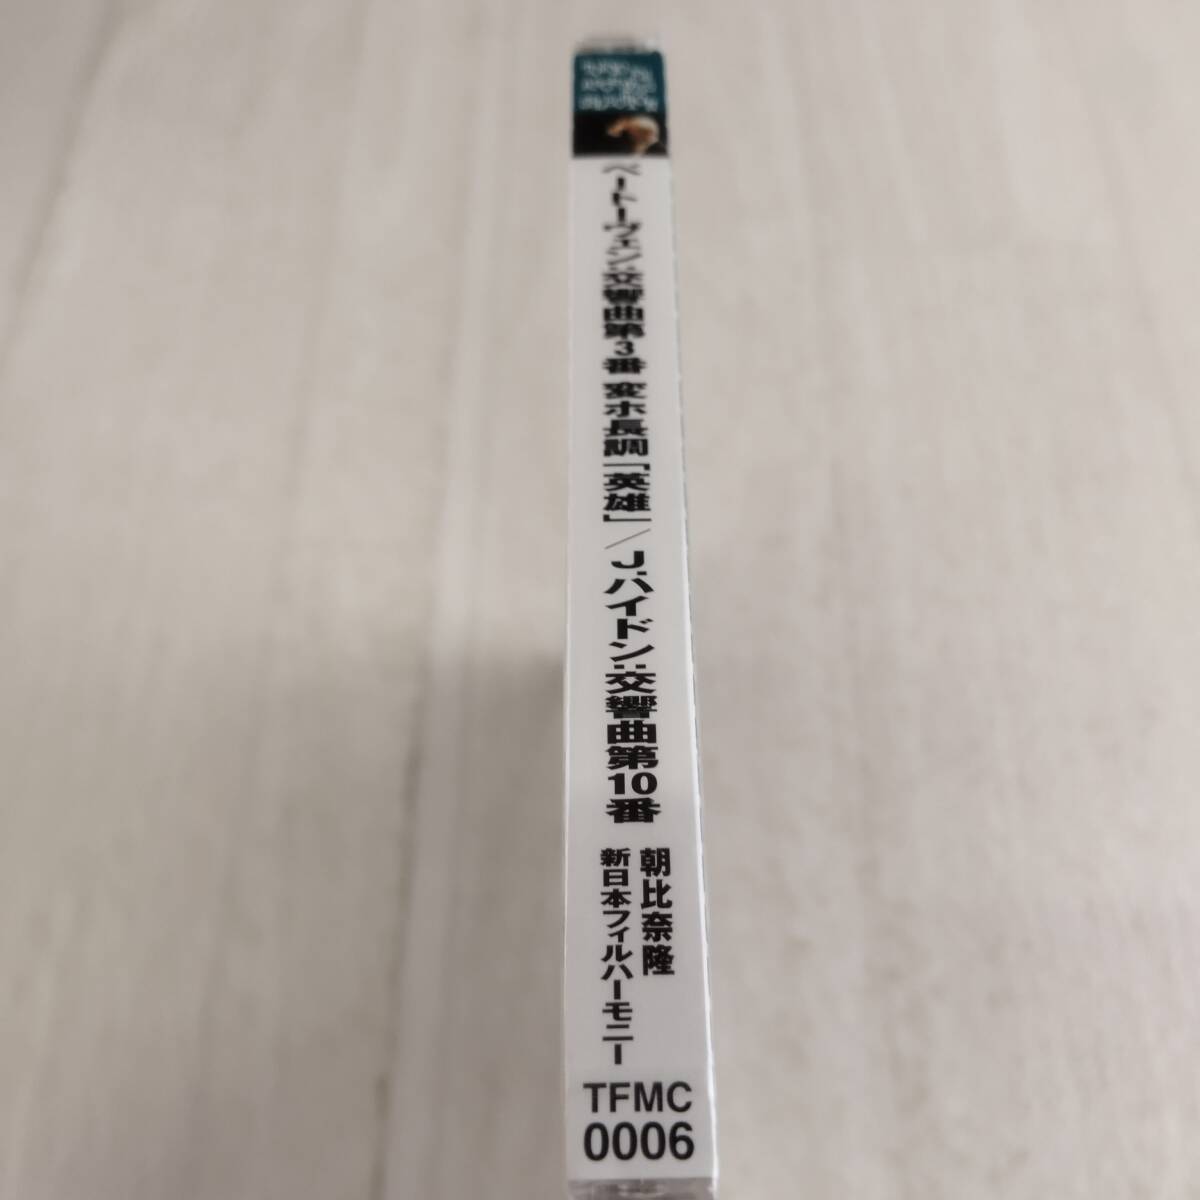 ベートーヴェン:交響曲第3番 変ホ長調「英雄」/J.ハイドン:交響曲第10番
朝比奈隆
新日本フィルハーモニー
TFMC
0006